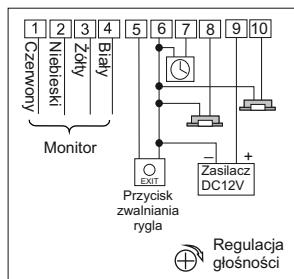 1 2 3 4 5 6 7 8 9 10
Czerwony
Niebieski
Żółty
Biały
Monitor
EXIT
Przycisk
zwalniania
rygla
– +
Zasilacz
DC12V
Regulacja
głośności